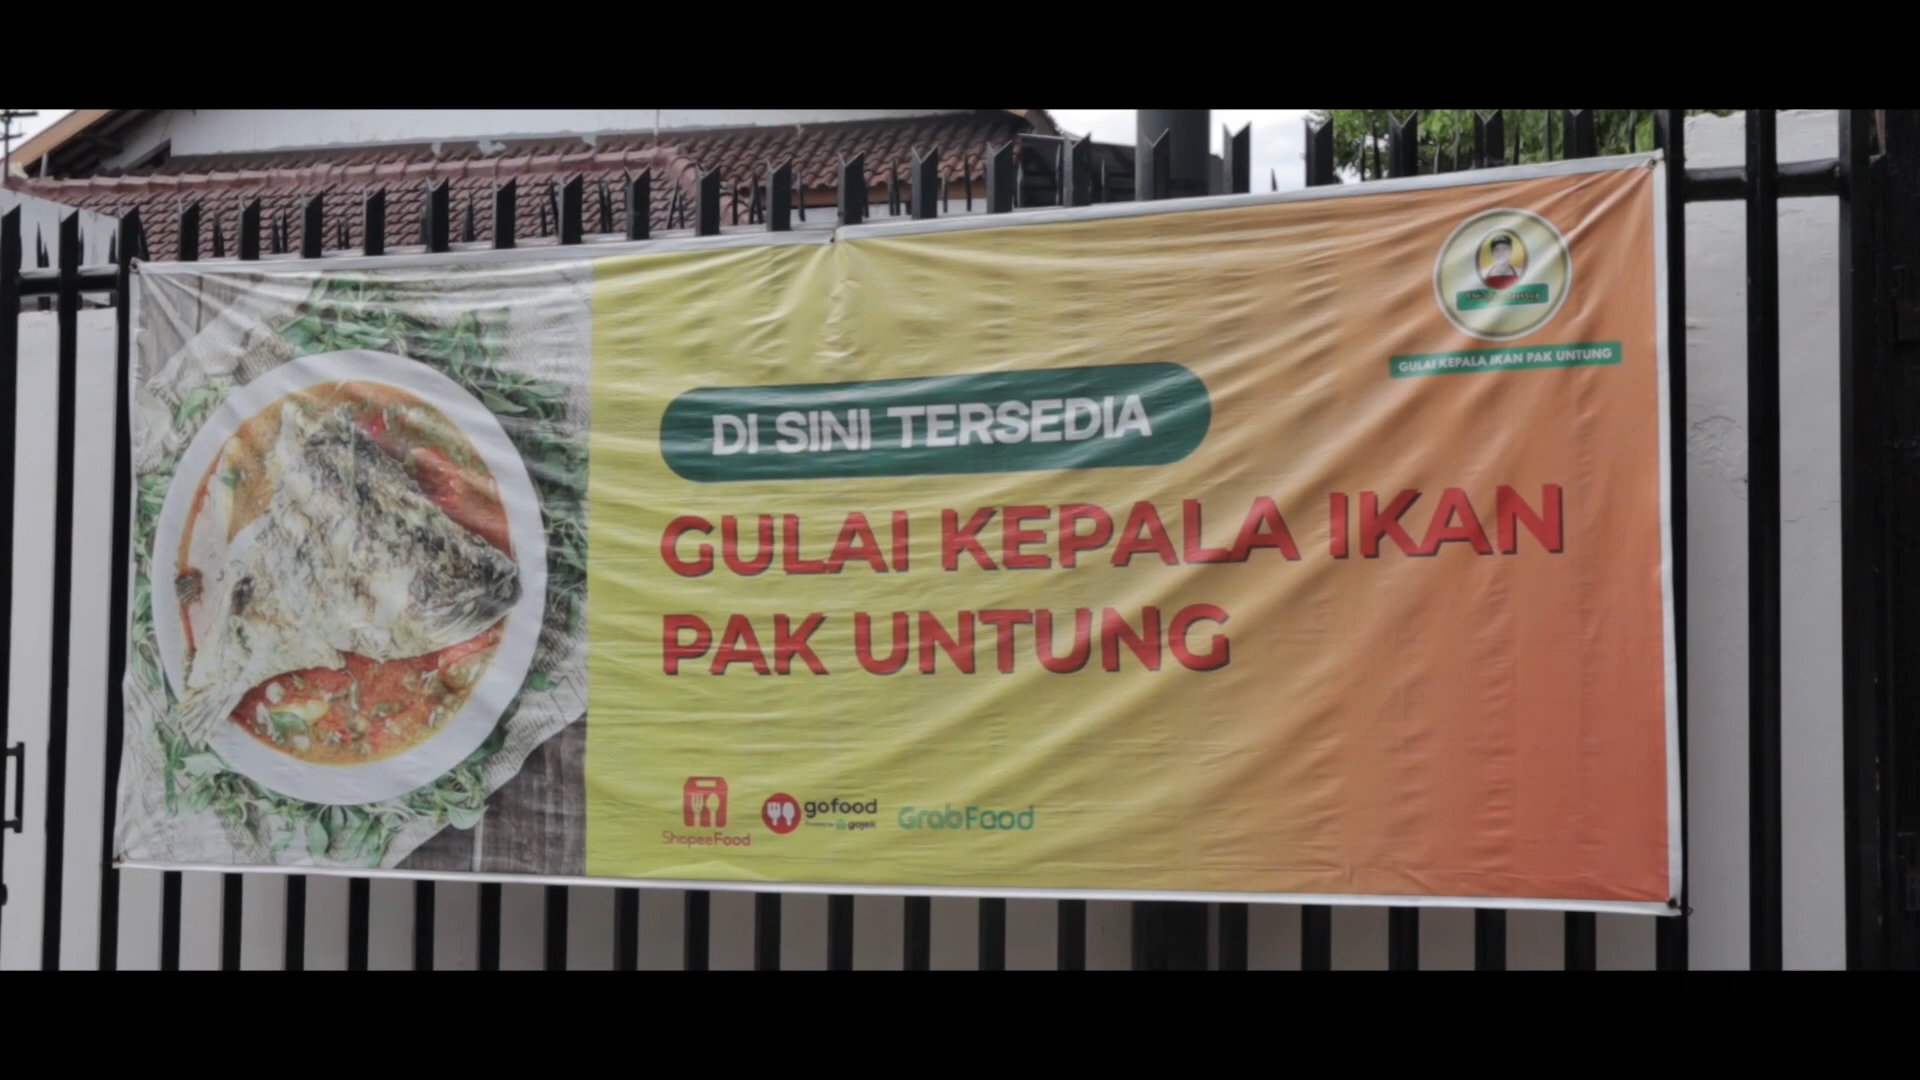 GULAI KEPALA IKAN PAK UNTUNG
DI SINI TERSEDIA
GULAI KEPALA IKAN
PAK UNTUNG
ShopeeFood
gofood
gojek
GrabFood